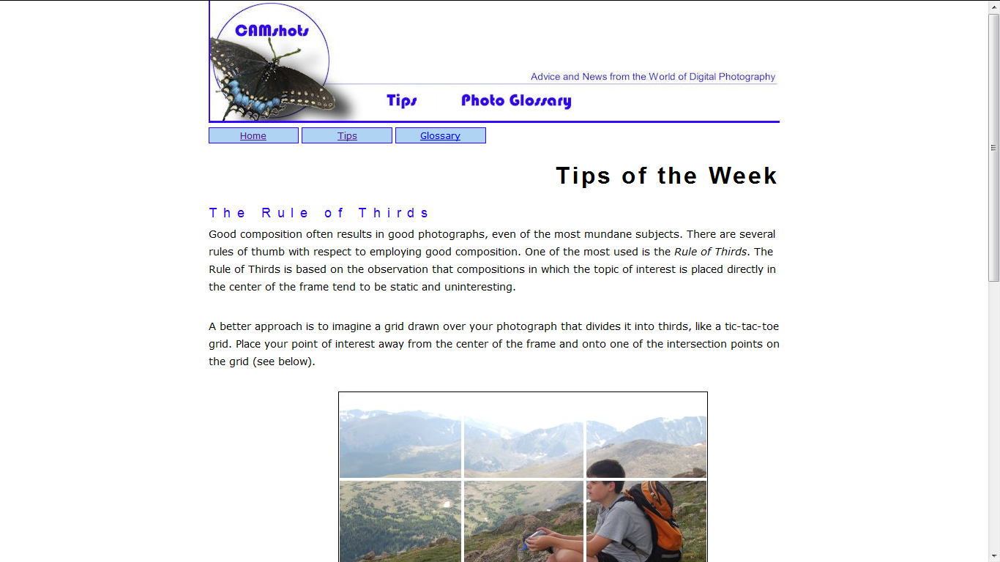 CAMshots
Advice and News from the World of Digital Photography
Tips Photo Glossary
Home Tips Glossary
Tips of the Week
The Rule of Thirds
Good composition often results in good photographs, even of the most mundane subjects. There are several
rules of thumb with respect to employing good composition. One of the most used is the Rule of Thirds. The
Rule of Thirds is based on the observation that compositions in which the topic of interest is placed directly in
the center of the frame tend to be static and uninteresting.
A better approach is to imagine a grid drawn over your photograph that divides it into thirds, like a tic-tac-toe
grid. Place your point of interest away from the center of the frame and onto one of the intersection points on
the grid (see below).